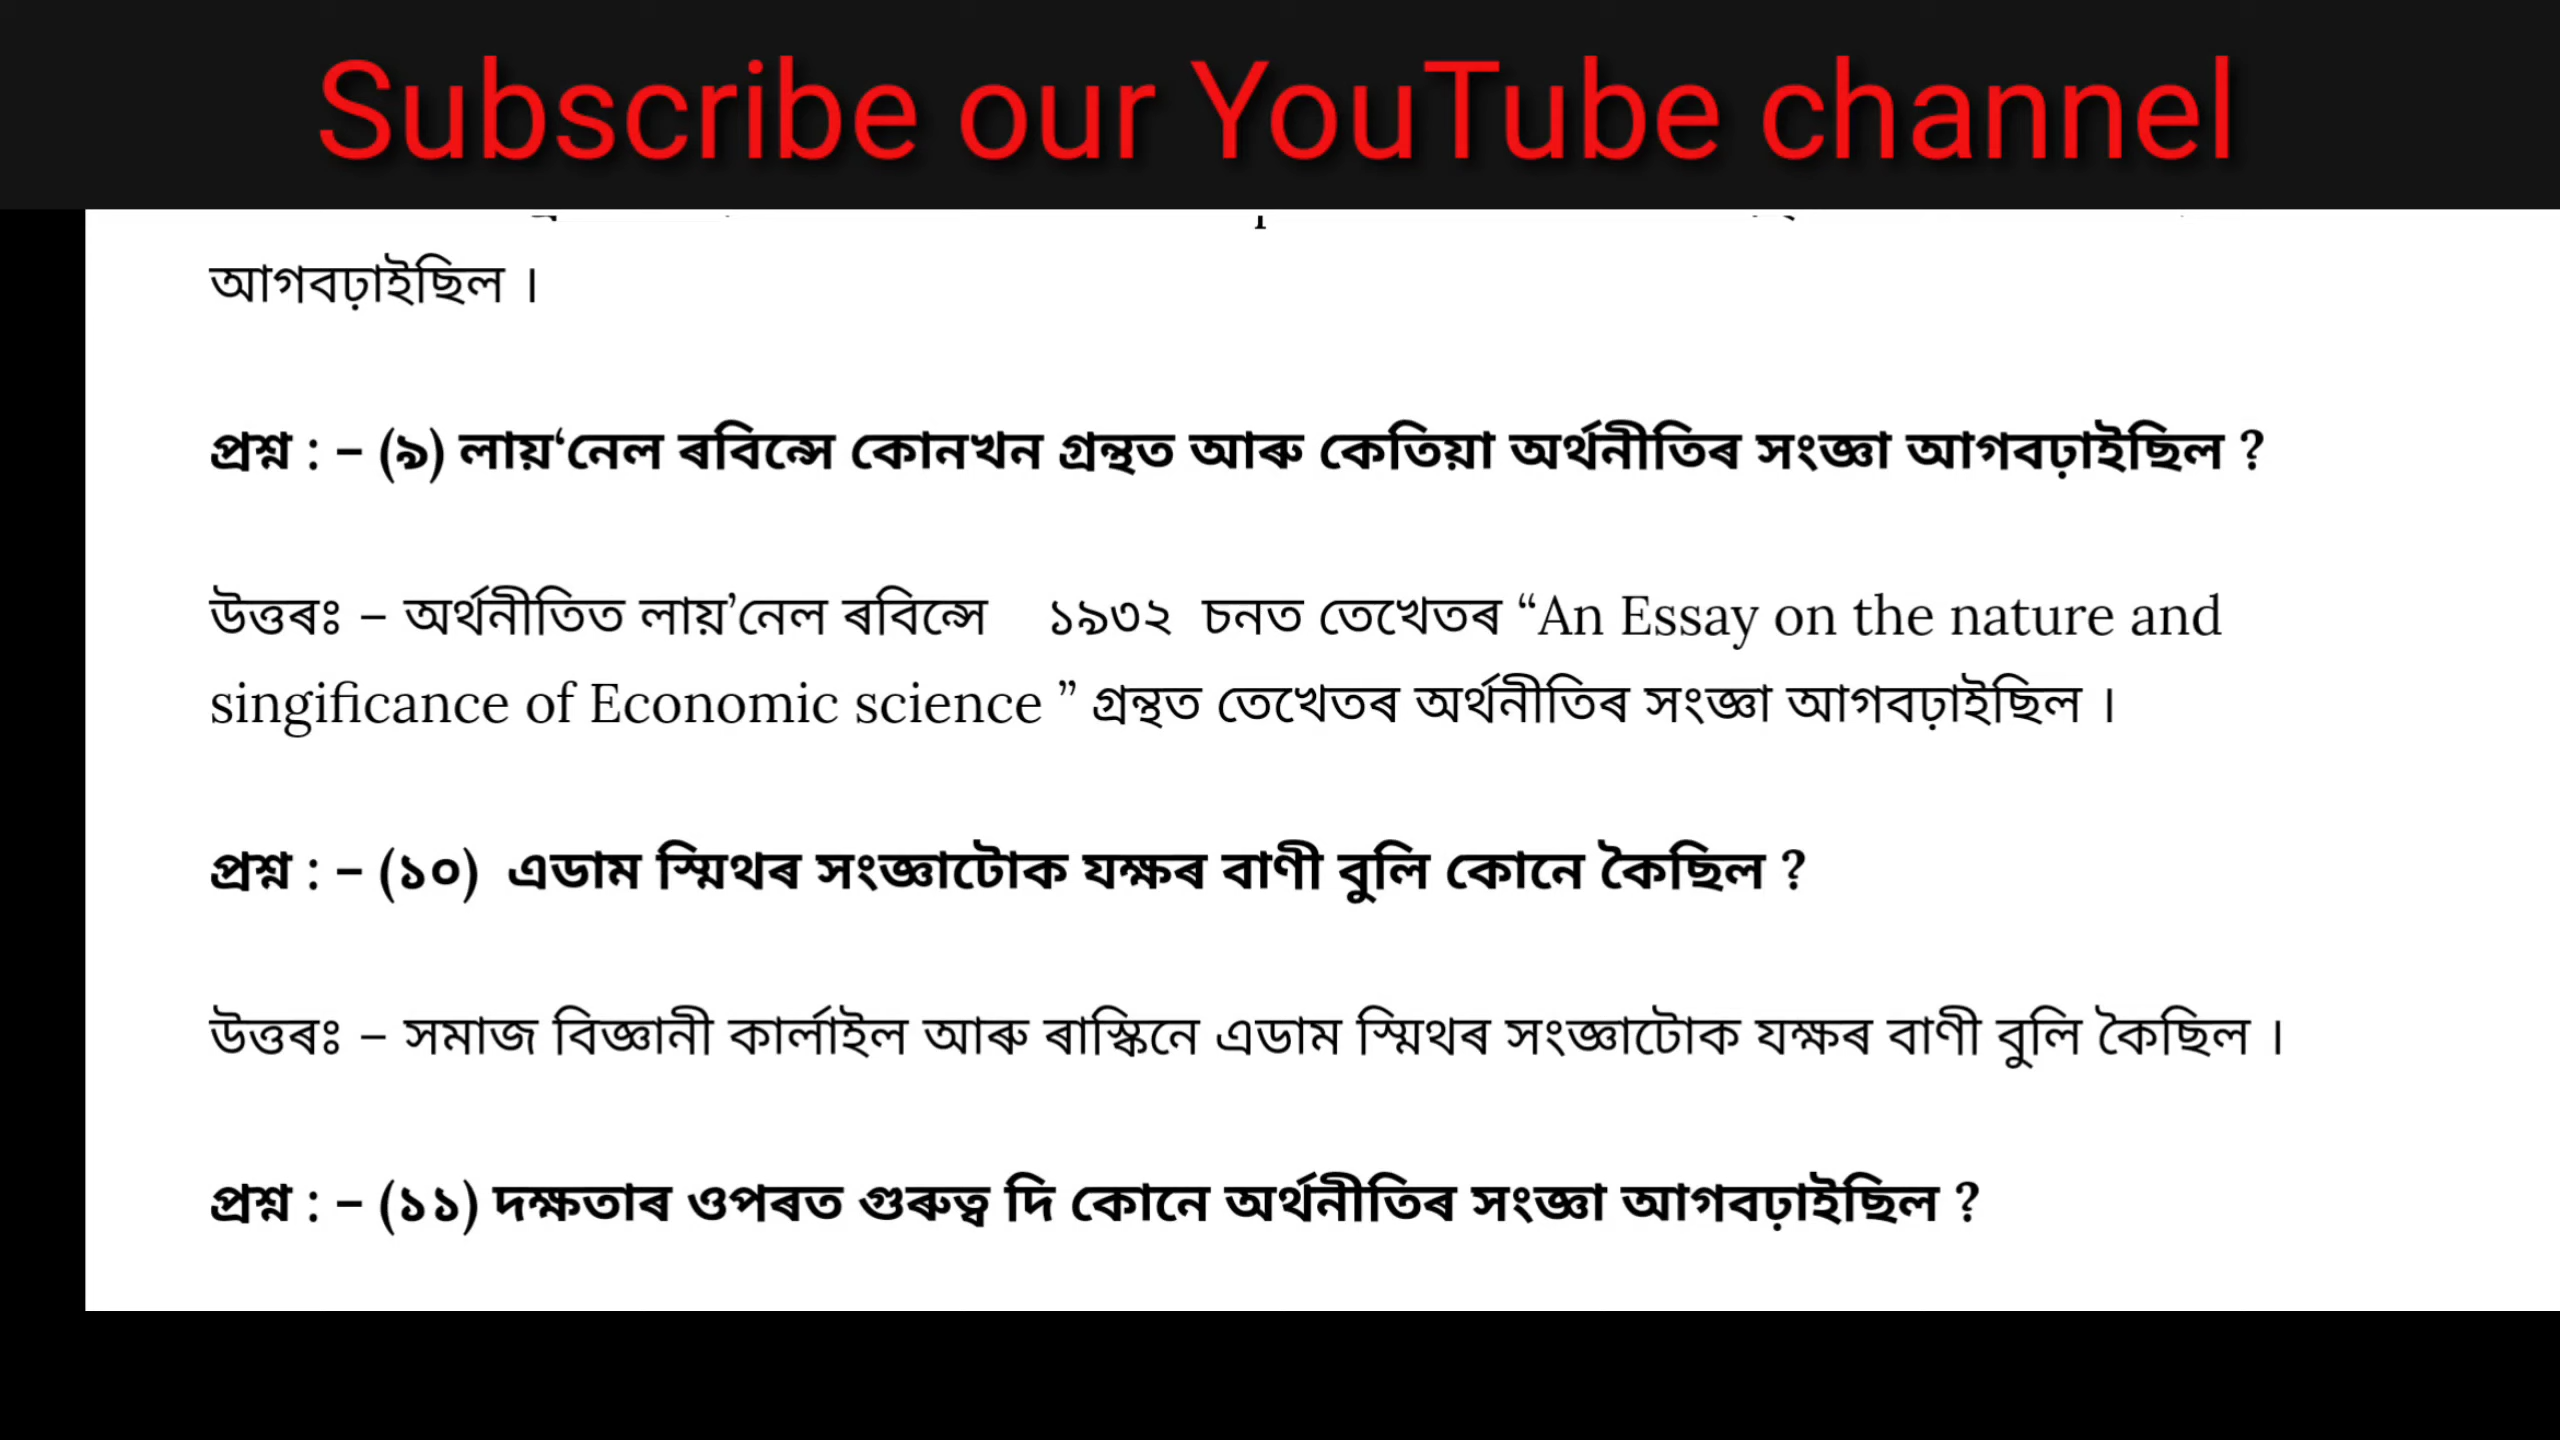 Subscribe our YouTube channel
আগবঢ়াইছিল ।
প্ৰশ্ন : – (৯) লায়‘নেল ৰবিন্সে কোনখন গ্ৰন্থত আৰু কেতিয়া অৰ্থনীতিৰ সংজ্ঞা আগবঢ়াইছিল ?
উত্তৰঃ – অৰ্থনীতিত লায়’নেল ৰবিন্সে ১৯৩২ চনত তেখেতৰ “An Essay on the nature and
singificance of Economic science ” গ্ৰন্থত তেখেতৰ অৰ্থনীতিৰ সংজ্ঞা আগবঢ়াইছিল ।
প্ৰশ্ন : – (১০) এডাম স্মিথৰ সংজ্ঞাটোক যক্ষৰ বাণী বুলি কোনে কৈছিল ?
উত্তৰঃ – সমাজ বিজ্ঞানী কাৰ্লাইল আৰু ৰাস্কিনে এডাম স্মিথৰ সংজ্ঞাটোক যক্ষৰ বাণী বুলি কৈছিল ।
প্ৰশ্ন : – (১১) দক্ষতাৰ ওপৰত গুৰুত্ব দি কোনে অৰ্থনীতিৰ সংজ্ঞা আগবঢ়াইছিল ?